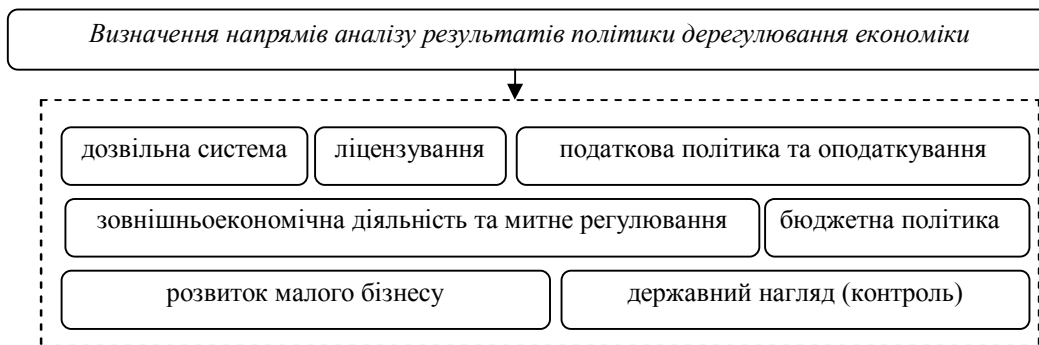 Визначення напрямів аналізу результатів політики дерегулювання економіки
дозвільна система
ліцензування
податкова політика та оподаткування
зовнішньоекономічна діяльність та митне регулювання
бюджетна політика
розвиток малого бізнесу
державний нагляд (контроль)